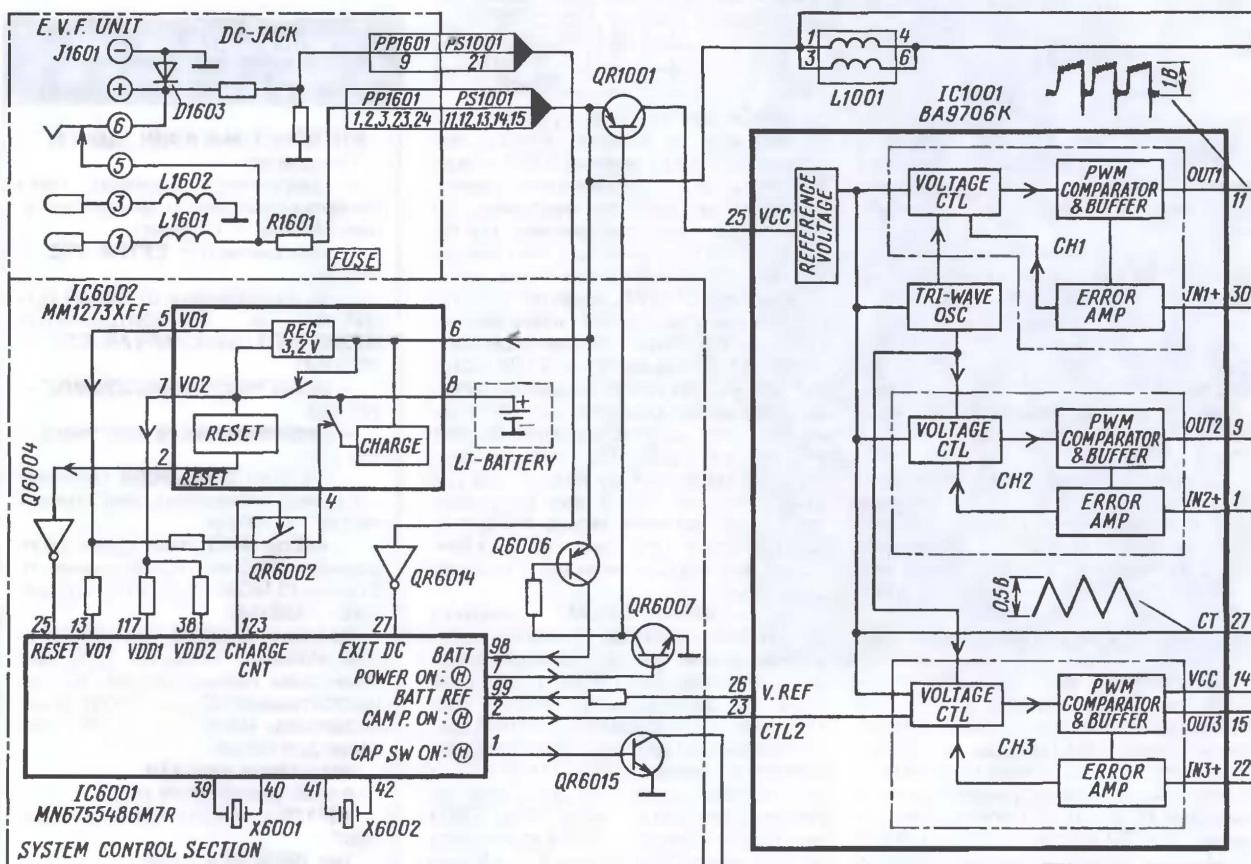 E.V.F. UNIT
J1601
DC-JACK
−
+
6
5
3
1
D1603
L1602
L1601
R1601
FUSE
PP1601
9
PS1001
21
PP1601
1,2,3,23,24
PS1001
11,12,13,14,15
QR1001
1
3
4
6
L1001
IC1001
BA9706K
1В
25
VCC
REFERENCE
VOLTAGE
VOLTAGE
CTL
PWM
COMPARATOR
& BUFFER
OUT1
11
CH1
TRI-WAVE
OSC
ERROR
AMP
IN1+
30
VOLTAGE
CTL
PWM
COMPARATOR
& BUFFER
OUT2
9
CH2
ERROR
AMP
IN2+
1
0,5В
CT
27
VOLTAGE
CTL
PWM
COMPARATOR
& BUFFER
VCC
14
OUT3
15
CH3
ERROR
AMP
IN3+
22
26
V.REF
23
CTL2
IC6002
MM1273XFF
5
VO1
REG
3,2V
6
7
VO2
8
RESET
CHARGE
+
LI-BATTERY
2
RESET
4
Q6004
QR6002
QR6014
Q6006
QR6007
25
13
117
38
123
27
RESET
VO1
VDD1
VDD2
CHARGE
CNT
EXIT DC
BATT
98
POWER ON: H
7
BATT REF
99
CAM P. ON: H
2
CAP SW ON: H
1
QR6015
IC6001
MN6755486M7R
39
40
41
42
X6001
X6002
SYSTEM CONTROL SECTION